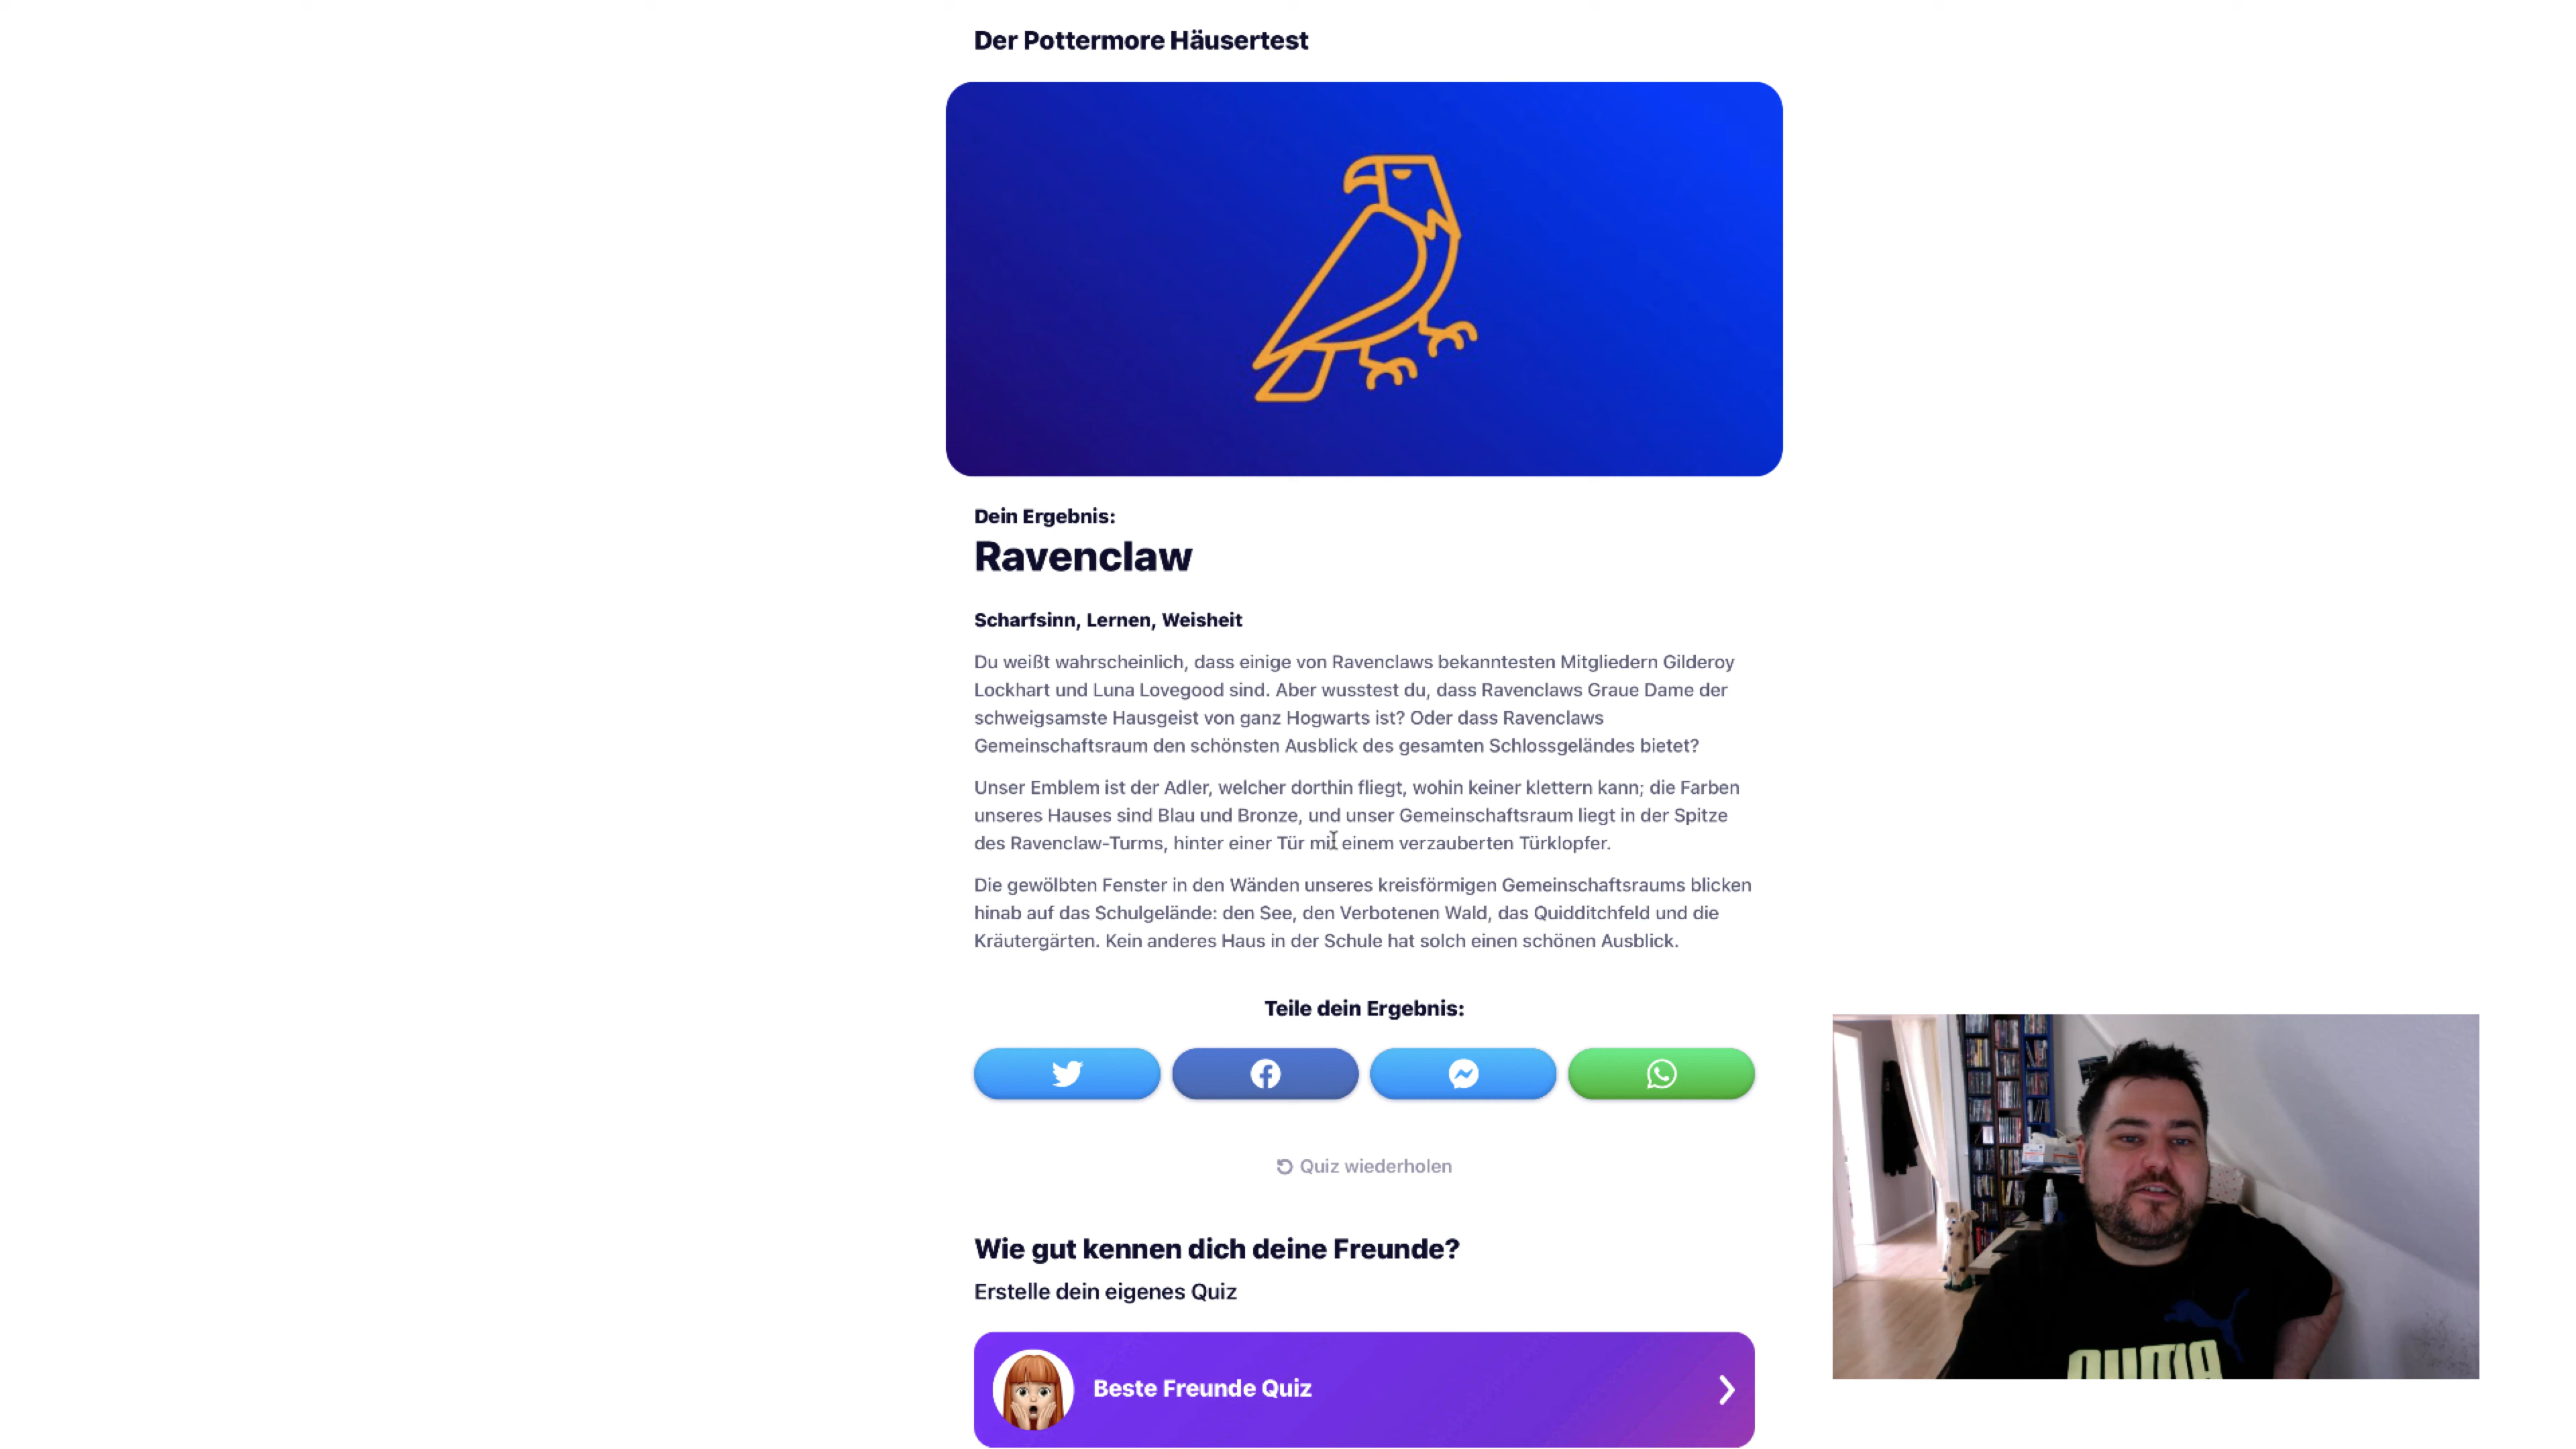 Der Pottermore Häusertest
Dein Ergebnis:
Ravenclaw
Scharfsinn, Lernen, Weisheit
Du weißt wahrscheinlich, dass einige von Ravenclaws bekanntesten Mitgliedern Gilderoy
Lockhart und Luna Lovegood sind. Aber wusstest du, dass Ravenclaws Graue Dame der
schweigsamste Hausgeist von ganz Hogwarts ist? Oder dass Ravenclaws
Gemeinschaftsraum den schönsten Ausblick des gesamten Schlossgeländes bietet?
Unser Emblem ist der Adler, welcher dorthin fliegt, wohin keiner klettern kann; die Farben
unseres Hauses sind Blau und Bronze, und unser Gemeinschaftsraum liegt in der Spitze
des Ravenclaw-Turms, hinter einer Tür mit einem verzauberten Türklopfer.
Die gewölbten Fenster in den Wänden unseres kreisförmigen Gemeinschaftsraums blicken
hinab auf das Schulgelände: den See, den Verbotenen Wald, das Quidditchfeld und die
Kräutergärten. Kein anderes Haus in der Schule hat solch einen schönen Ausblick.
Teile dein Ergebnis:
Quiz wiederholen
Wie gut kennen dich deine Freunde?
Erstelle dein eigenes Quiz
Beste Freunde Quiz
PUMA